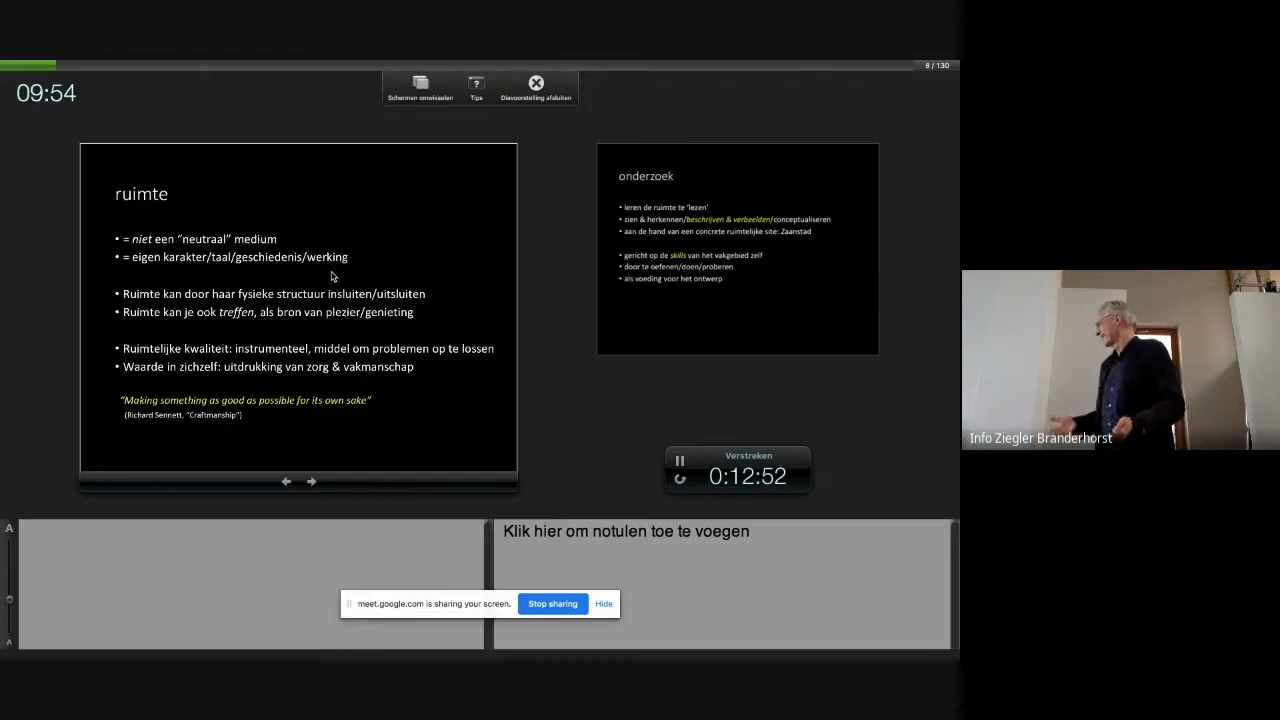 8 / 130
09:54
Schermen omwisselen
Tips
Diavoorstelling afsluiten
ruimte
• = niet een “neutraal” medium
• = eigen karakter/taal/geschiedenis/werking
• Ruimte kan door haar fysieke structuur insluiten/uitsluiten
• Ruimte kan je ook treffen, als bron van plezier/genieting
• Ruimtelijke kwaliteit: instrumenteel, middel om problemen op te lossen
• Waarde in zichzelf: uitdrukking van zorg & vakmanschap
“Making something as good as possible for its own sake”
(Richard Sennett, “Craftmanship”)
onderzoek
• leren de ruimte te ‘lezen’
• zien & herkennen/beschrijven & verbeelden/conceptualiseren
• aan de hand van een concrete ruimtelijke site: Zaanstad
• gericht op de skills van het vakgebied zelf
• door te oefenen/doen/proberen
• als voeding voor het ontwerp
Verstreken
0:12:52
Info Ziegler Branderhorst
A
A
Klik hier om notulen toe te voegen
meet.google.com is sharing your screen.
Stop sharing
Hide